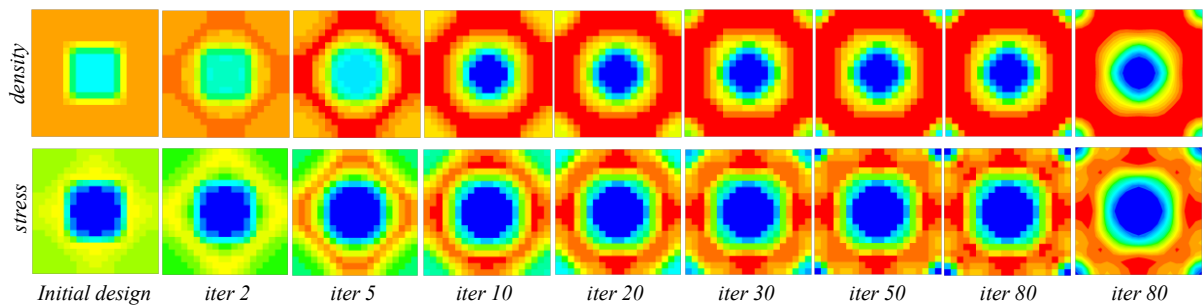 density
stress
Initial design
iter 2
iter 5
iter 10
iter 20
iter 30
iter 50
iter 80
iter 80